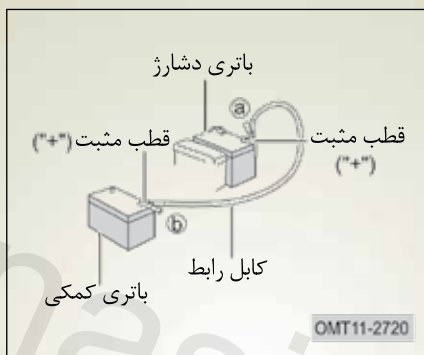 باتری دشارژ
ⓐ
قطب مثبت
("+")
قطب مثبت ("+")
ⓑ
کابل رابط
باتری کمکی
OMT11-2720